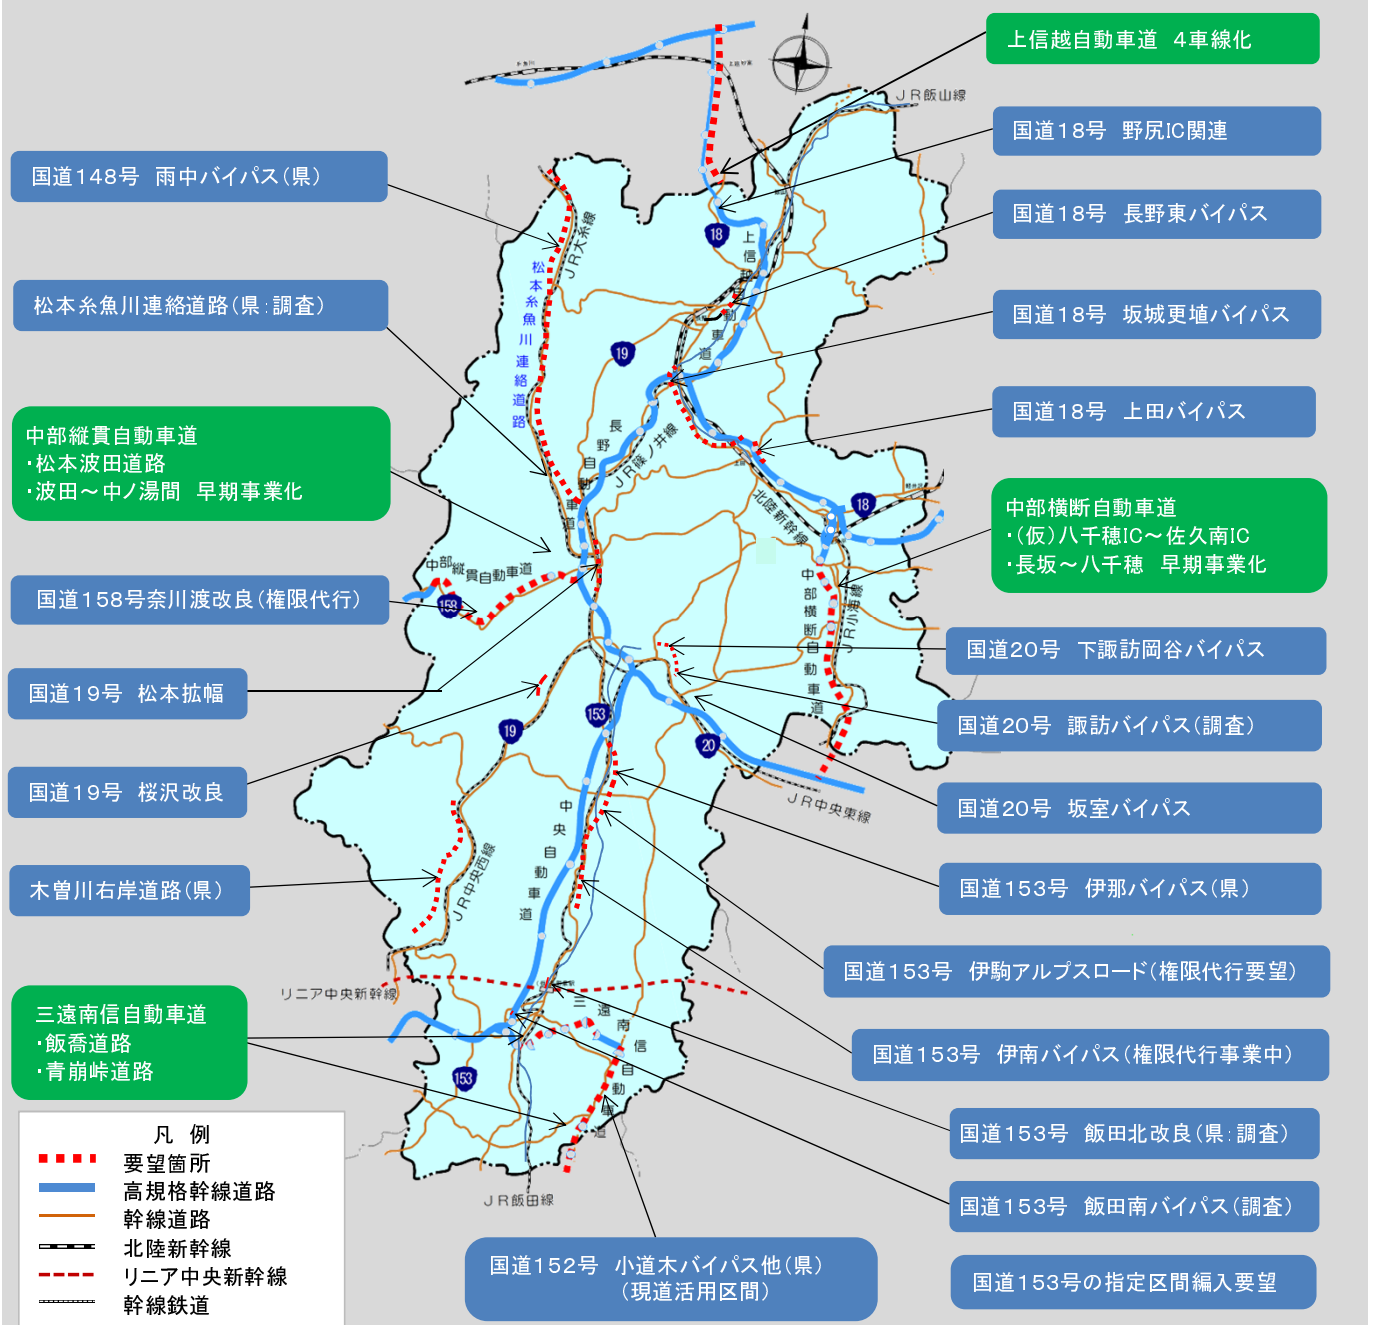 上信越自動車道 4車線化
国道18号 野尻IC関連
国道18号 長野東バイパス
国道18号 坂城更埴バイパス
国道18号 上田バイパス
中部横断自動車道
・(仮)八千穂IC～佐久南IC
・長坂～八千穂 早期事業化
国道20号 下諏訪岡谷バイパス
国道20号 諏訪バイパス(調査)
国道20号 坂室バイパス
国道153号 伊那バイパス(県)
国道153号 伊駒アルプスロード(権限代行要望)
国道153号 伊南バイパス(権限代行事業中)
国道153号 飯田北改良(県:調査)
国道153号 飯田南バイパス(調査)
国道153号の指定区間編入要望
国道148号 雨中バイパス(県)
松本糸魚川連絡道路(県:調査)
中部縦貫自動車道
・松本波田道路
・波田～中ノ湯間 早期事業化
国道158号奈川渡改良(権限代行)
国道19号 松本拡幅
国道19号 桜沢改良
木曽川右岸道路(県)
三遠南信自動車道
・飯喬道路
・青崩峠道路
国道152号 小道木バイパス他(県)
(現道活用区間)
JR飯山線
JR大糸線
松本糸魚川連絡道路
上信越自動車道
18
19
長野自動車道
JR篠ノ井線
北陸新幹線
18
中部縦貫自動車道
158
中部横断自動車道
JR小海線
19
153
20
JR中央東線
中央自動車道
JR中央西線
リニア中央新幹線
三遠南信自動車道
153
JR飯田線
凡 例
要望箇所
高規格幹線道路
幹線道路
北陸新幹線
リニア中央新幹線
幹線鉄道